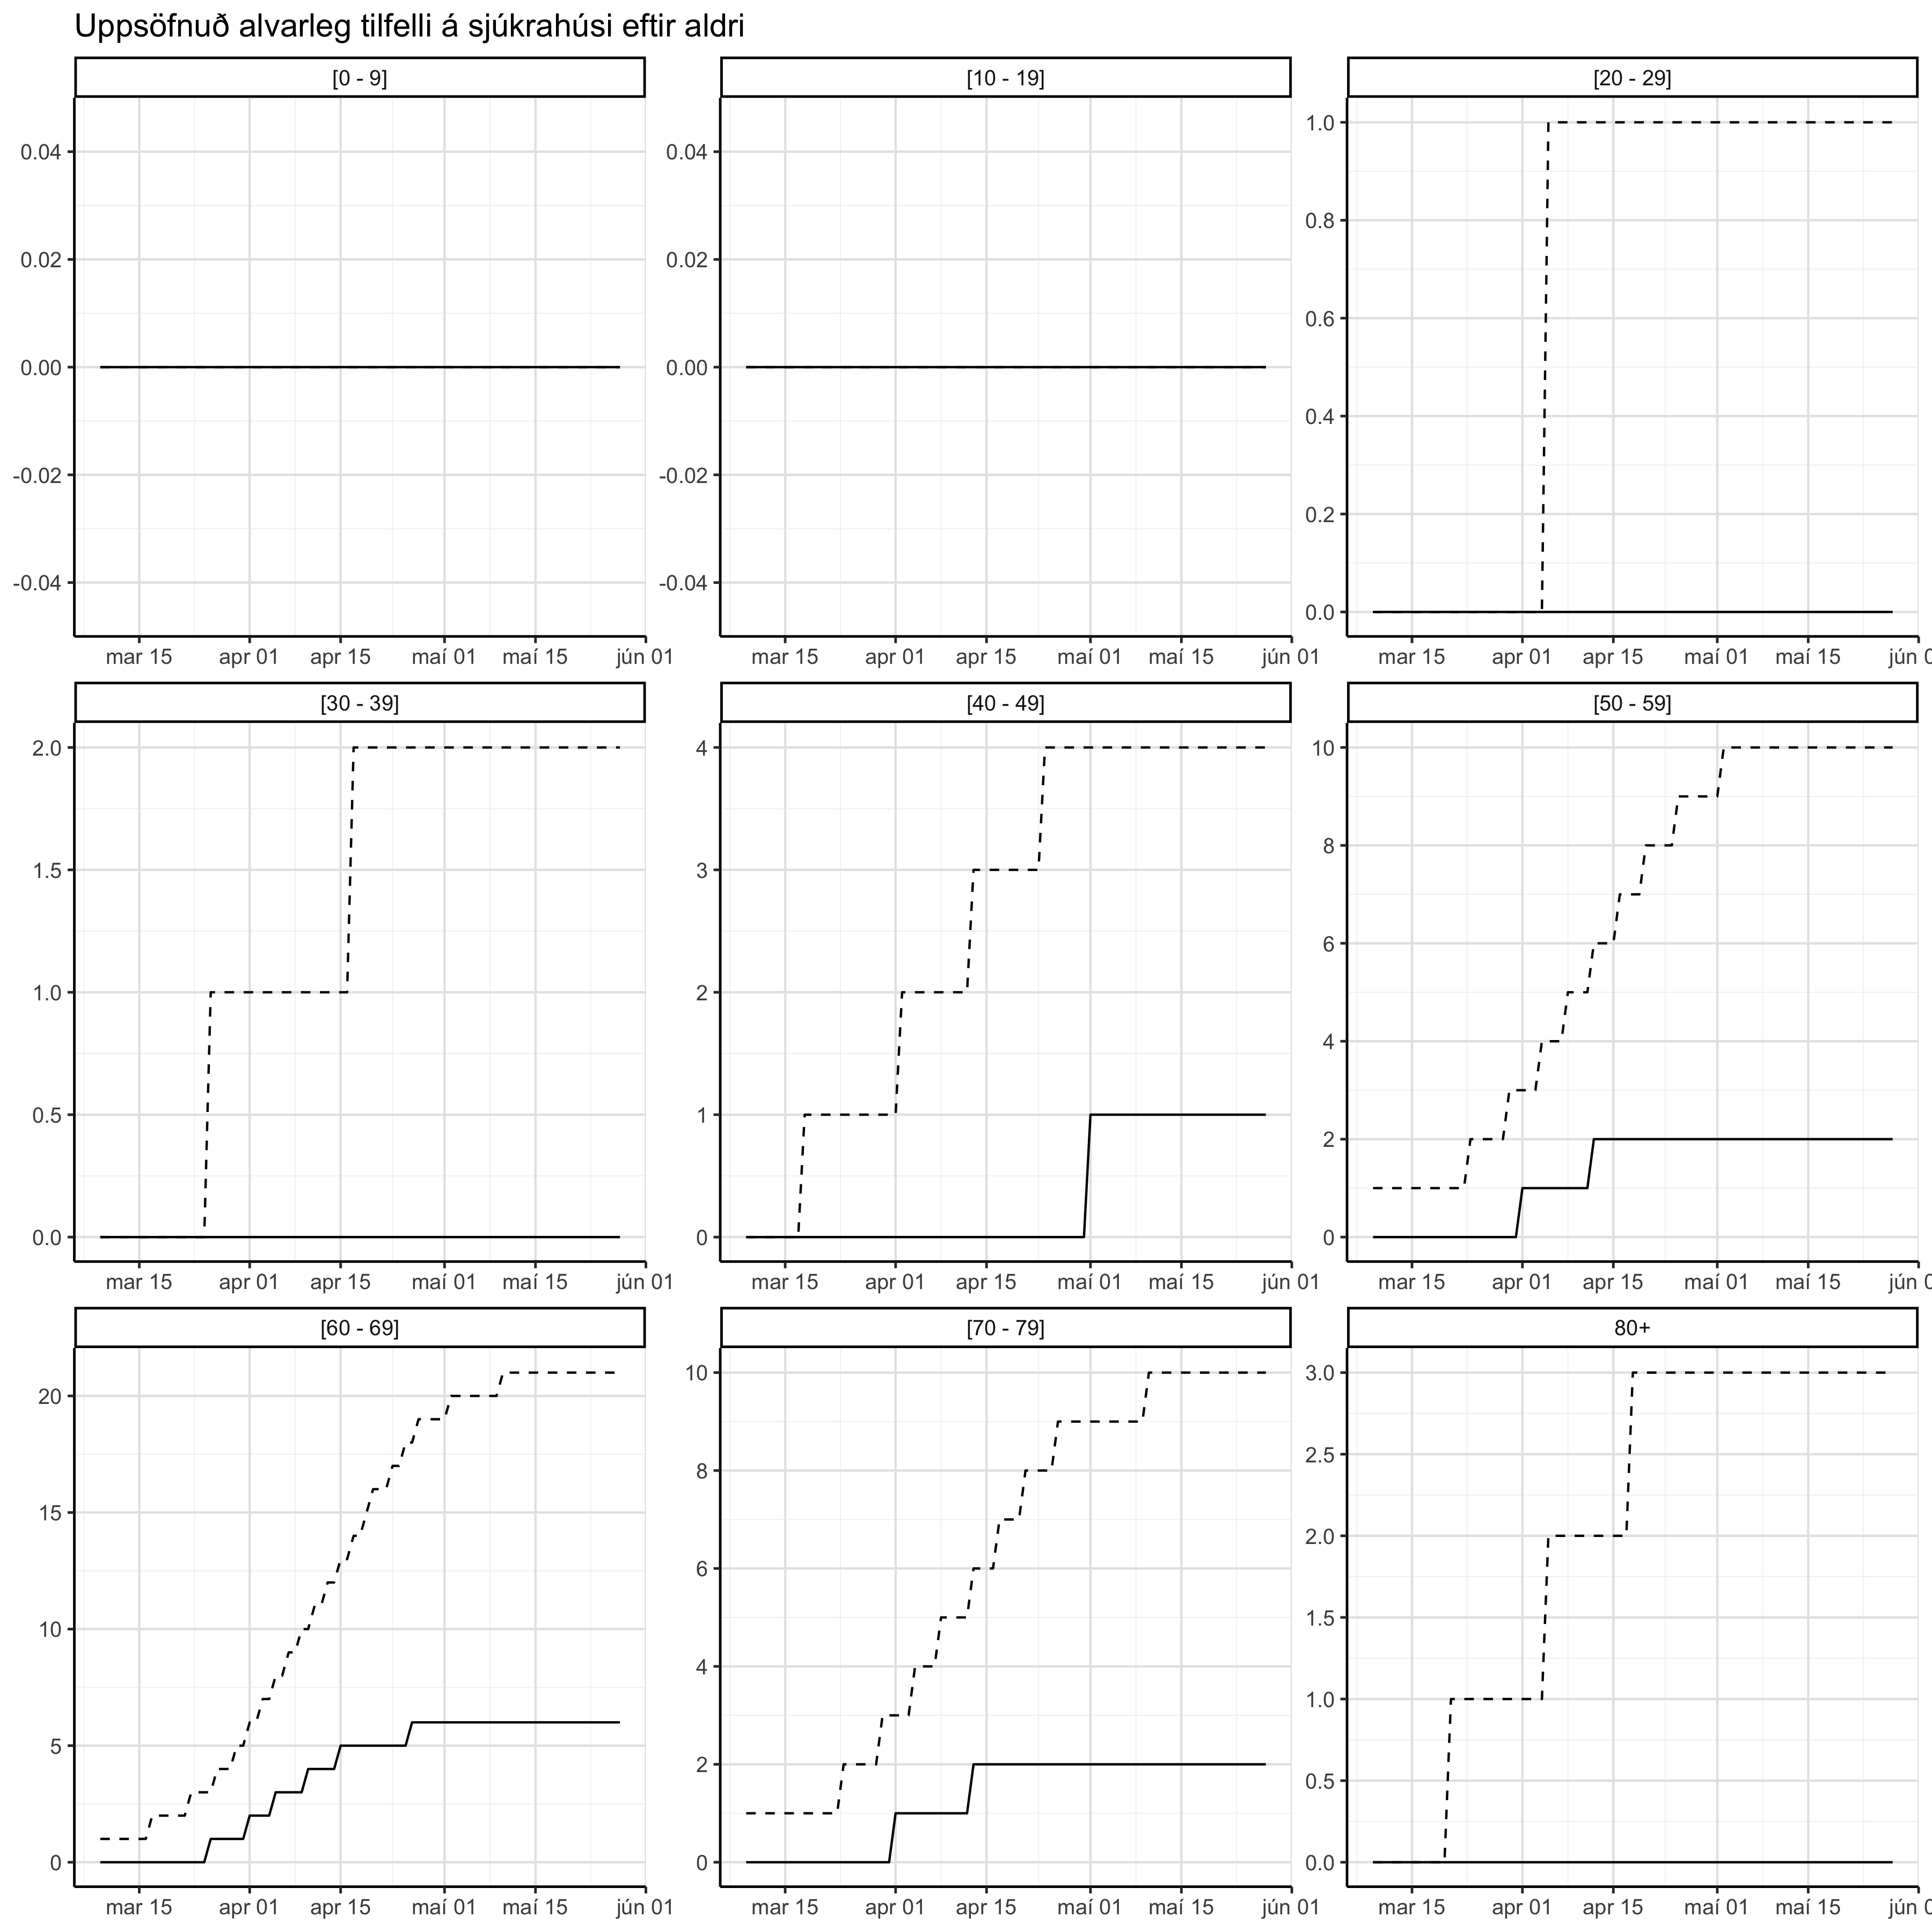 Uppsöfnuð alvarleg tilfelli á sjúkrahúsi eftir aldri
[0 - 9] [10 - 19] [20 - 29]
0.04 0.02 0.00 -0.02 -0.04
0.04 0.02 0.00 -0.02 -0.04
1.0 0.8 0.6 0.4 0.2 0.0
mar 15 apr 01 apr 15 maí 01 maí 15 jún 01
mar 15 apr 01 apr 15 maí 01 maí 15 jún 01
mar 15 apr 01 apr 15 maí 01 maí 15 jún 0
[30 - 39] [40 - 49] [50 - 59]
2.0 1.5 1.0 0.5 0.0
4 3 2 1 0
10 8 6 4 2 0
mar 15 apr 01 apr 15 maí 01 maí 15 jún 01
mar 15 apr 01 apr 15 maí 01 maí 15 jún 01
mar 15 apr 01 apr 15 maí 01 maí 15 jún 0
[60 - 69] [70 - 79] 80+
20 15 10 5 0
10 8 6 4 2 0
3.0 2.5 2.0 1.5 1.0 0.5 0.0
mar 15 apr 01 apr 15 maí 01 maí 15 jún 01
mar 15 apr 01 apr 15 maí 01 maí 15 jún 01
mar 15 apr 01 apr 15 maí 01 maí 15 jún 0